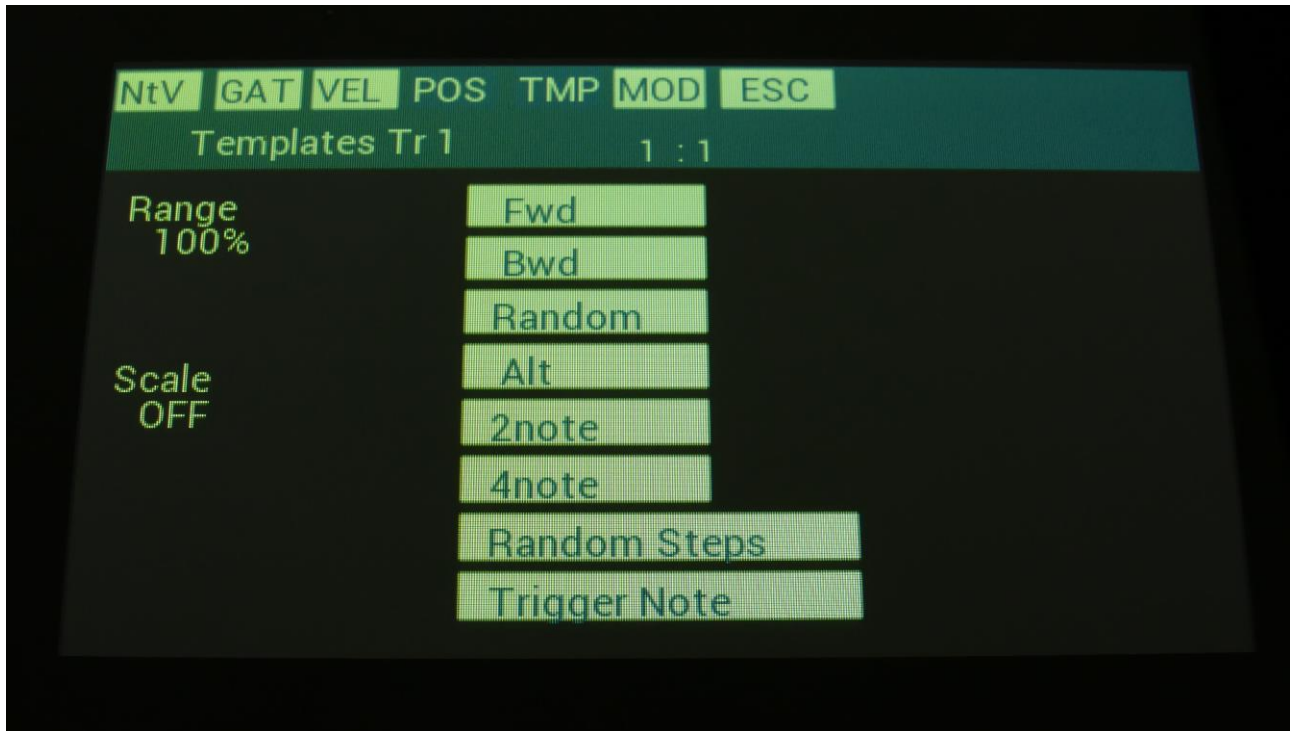 NtV GAT VEL POS TMP MOD ESC
Templates Tr 1 1 : 1
Range
100%
Scale
OFF
Fwd
Bwd
Random
Alt
2note
4note
Random Steps
Trigger Note